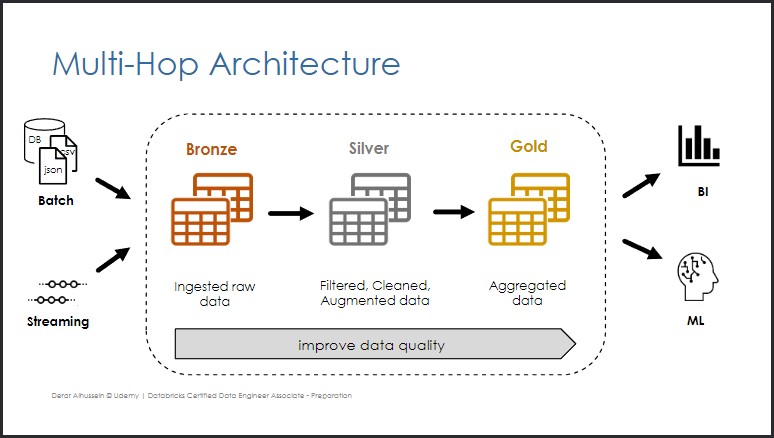 Multi-Hop Architecture
DB
csv
json
Batch
Streaming
Bronze
Ingested raw
data
Silver
Filtered, Cleaned,
Augmented data
Gold
Aggregated
data
improve data quality
BI
ML
Derar Alhussein © Udemy | Databricks Certified Data Engineer Associate - Preparation